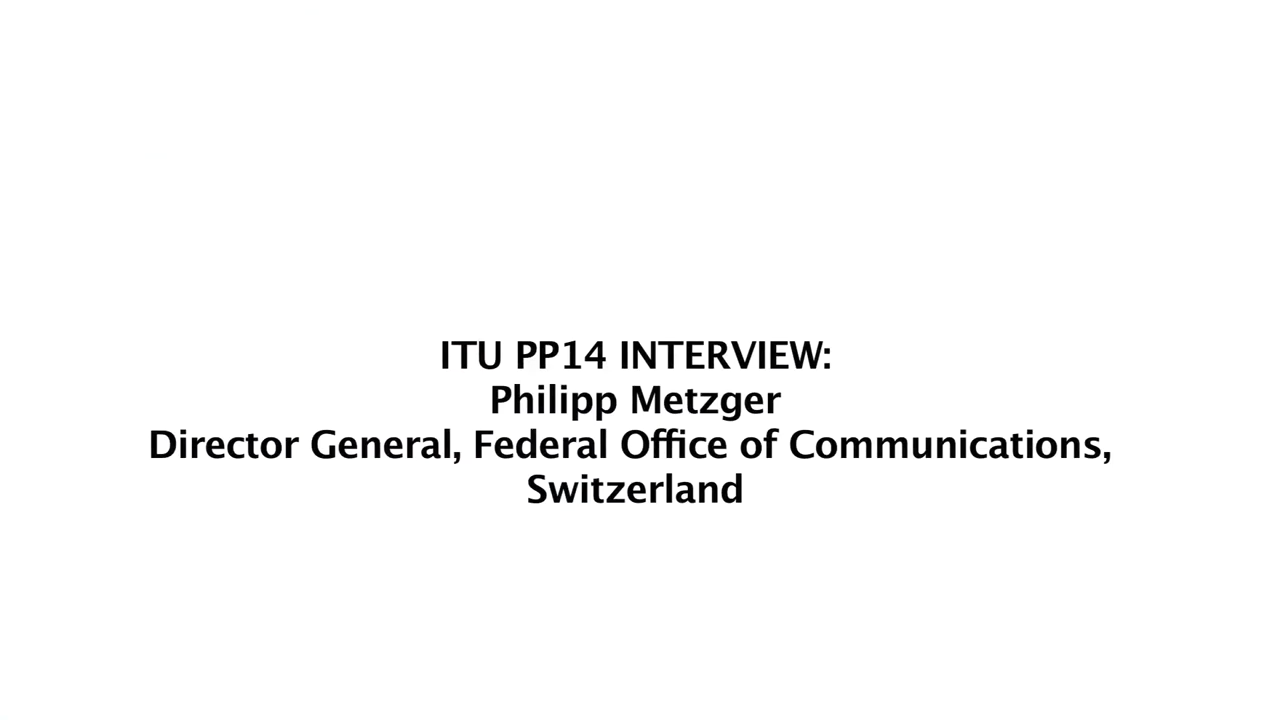 ITU PP14 INTERVIEW:
Philipp Metzger
Director General, Federal Office of Communications,
Switzerland